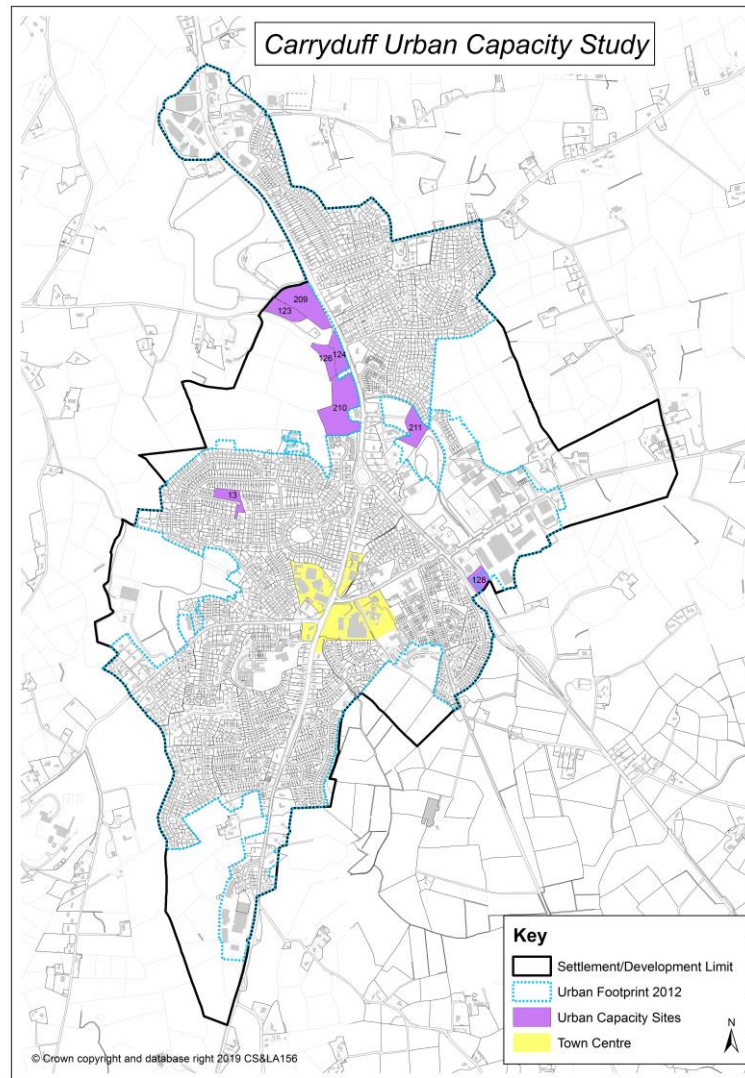 Carryduff Urban Capacity Study
209
123
124
126
210
211
13
128
Key
Settlement/Development Limit
Urban Footprint 2012
Urban Capacity Sites
Town Centre
N
© Crown copyright and database right 2019 CS&LA156